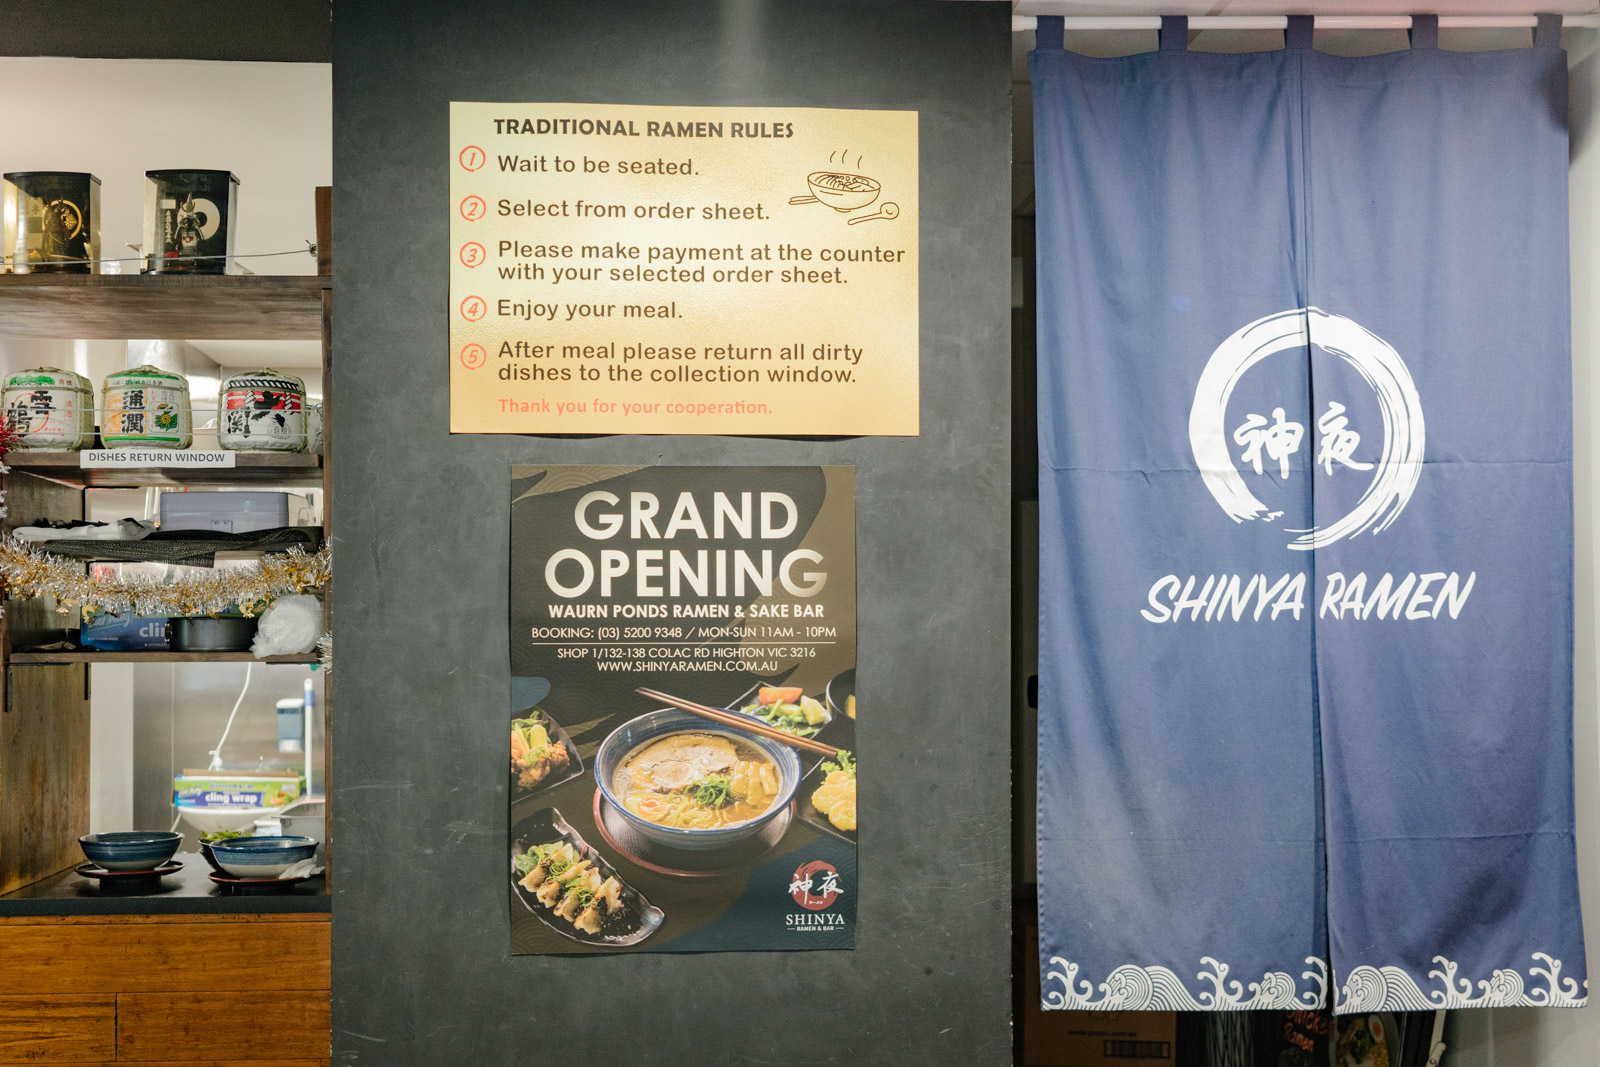 TRADITIONAL RAMEN RULES
1 Wait to be seated.
2 Select from order sheet.
3 Please make payment at the counter
with your selected order sheet.
4 Enjoy your meal.
5 After meal please return all dirty
dishes to the collection window.
Thank you for your cooperation.
DISHES RETURN WINDOW
cling wrap
GRAND
OPENING
WAURN PONDS RAMEN & SAKE BAR
BOOKING: (03) 5200 9348 / MON-SUN 11AM - 10PM
SHOP 1/132-138 COLAC RD HIGHTON VIC 3216
WWW.SHINYARAMEN.COM.AU
神夜
ラーメン
SHINYA
RAMEN & BAR
神夜
SHINYA RAMEN